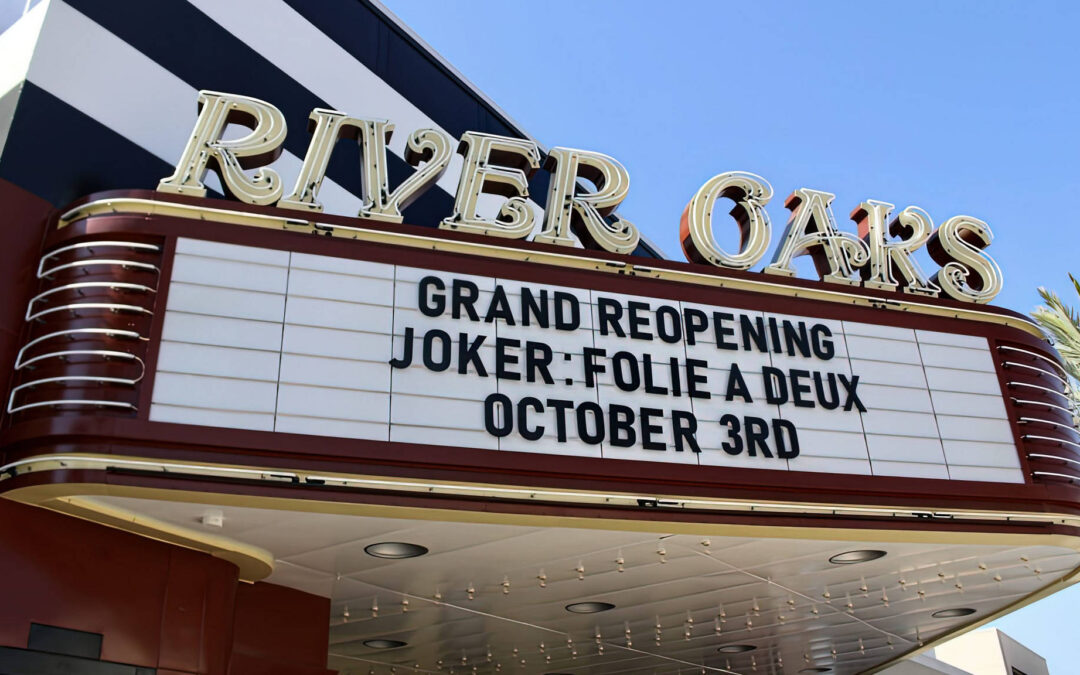 RIVER OAKS
GRAND REOPENING
JOKER: FOLIE A DEUX
OCTOBER 3RD